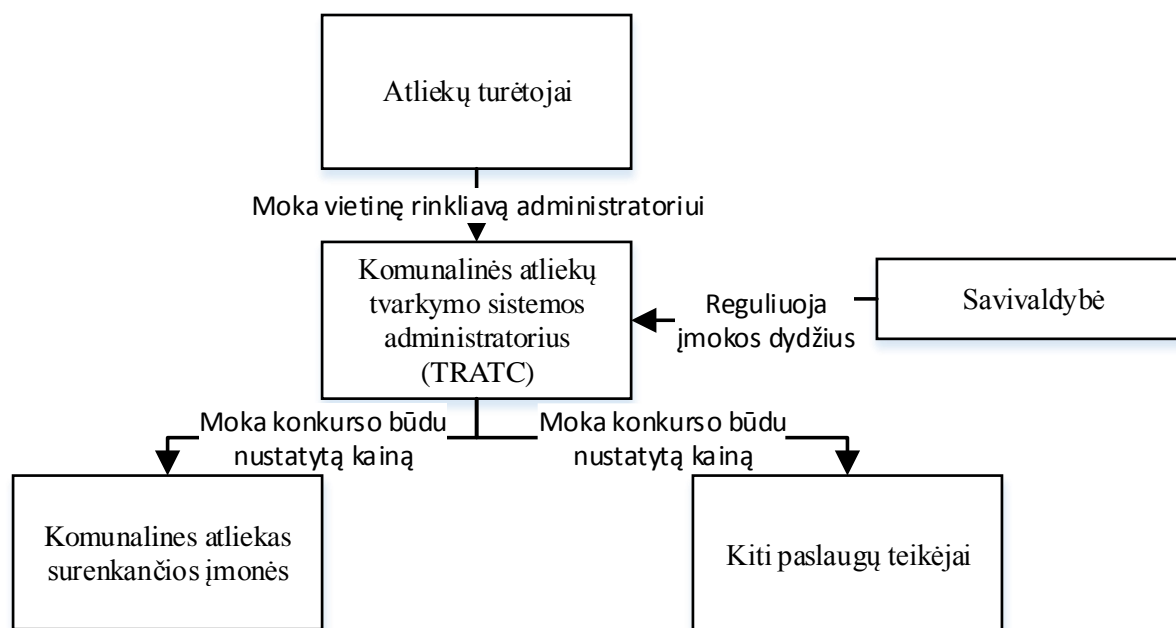 Atliekų turėtojai
Moka vietinę rinkliavą administratoriui
Komunalinės atliekų
tvarkymo sistemos
administratorius
(TRATC)
Reguliuoja
įmokos dydžius
Savivaldybė
Moka konkurso būdu
nustatytą kainą
Moka konkurso būdu
nustatytą kainą
Komunalines atliekas
surenkančios įmonės
Kiti paslaugų teikėjai